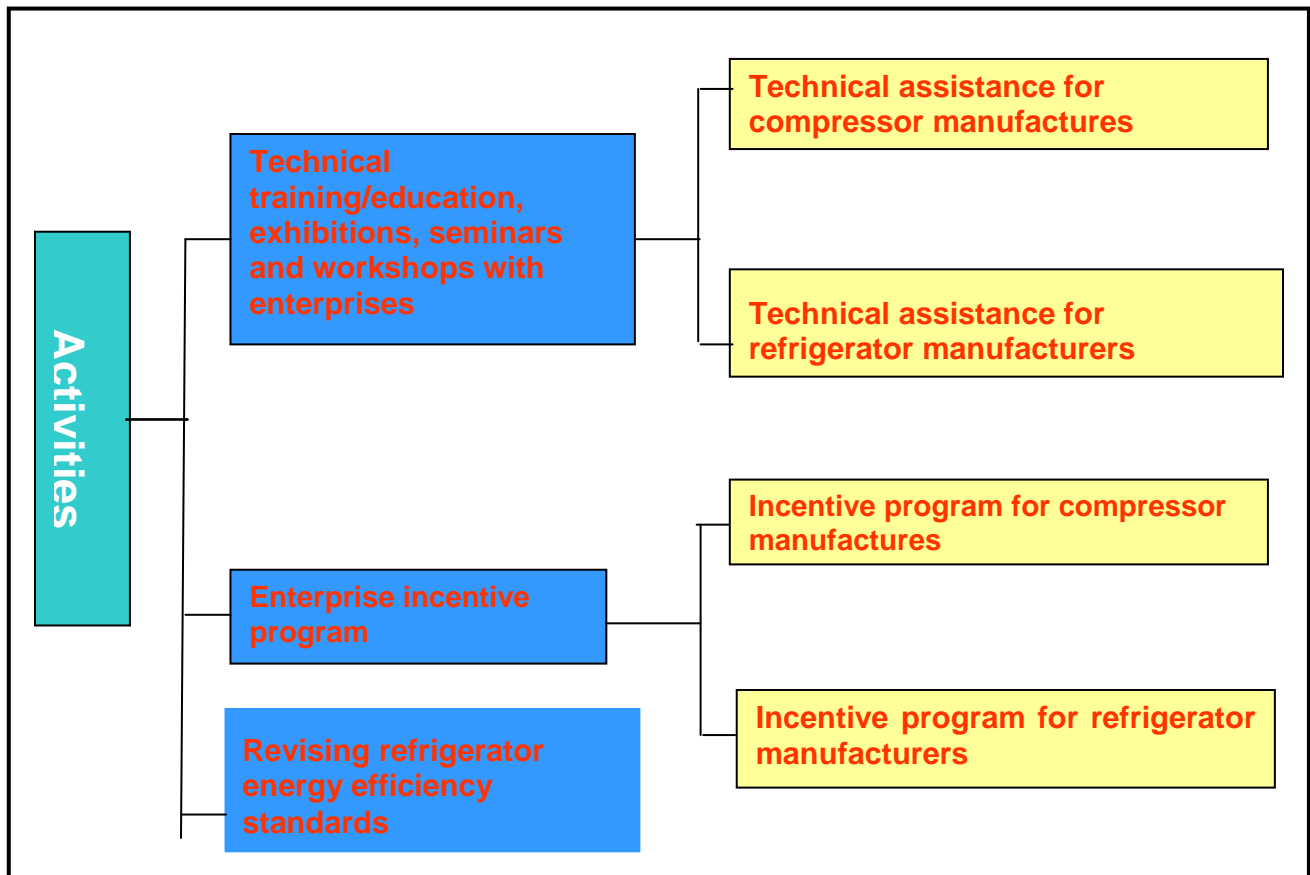 Activities
Technical
training/education,
exhibitions, seminars
and workshops with
enterprises
Technical assistance for
compressor manufactures
Technical assistance for
refrigerator manufacturers
Enterprise incentive
program
Incentive program for compressor
manufactures
Incentive program for refrigerator
manufacturers
Revising refrigerator
energy efficiency
standards